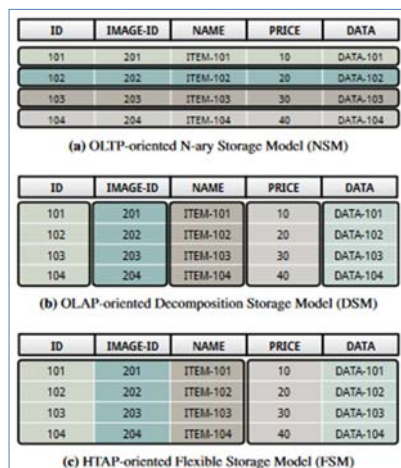 ID IMAGE-ID NAME PRICE DATA
101 201 ITEM-101 10 DATA-101
102 202 ITEM-102 20 DATA-102
103 203 ITEM-103 30 DATA-103
104 204 ITEM-104 40 DATA-104
(a) OLTP-oriented N-ary Storage Model (NSM)
ID IMAGE-ID NAME PRICE DATA
101 201 ITEM-101 10 DATA-101
102 202 ITEM-102 20 DATA-102
103 203 ITEM-103 30 DATA-103
104 204 ITEM-104 40 DATA-104
(b) OLAP-oriented Decomposition Storage Model (DSM)
ID IMAGE-ID NAME PRICE DATA
101 201 ITEM-101 10 DATA-101
102 202 ITEM-102 20 DATA-102
103 203 ITEM-103 30 DATA-103
104 204 ITEM-104 40 DATA-104
(c) HTAP-oriented Flexible Storage Model (FSM)